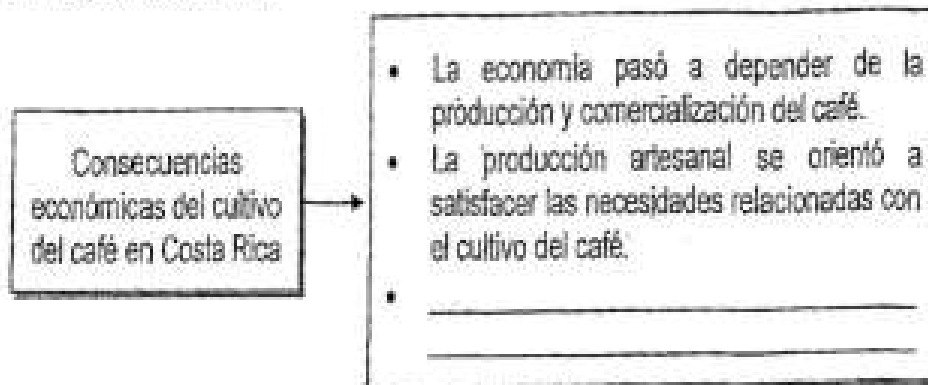 Consecuencias
económicas del cultivo
del café en Costa Rica
• La economía pasó a depender de la
producción y comercialización del café.
• La producción artesanal se orientó a
satisfacer las necesidades relacionadas con
el cultivo del café.
•